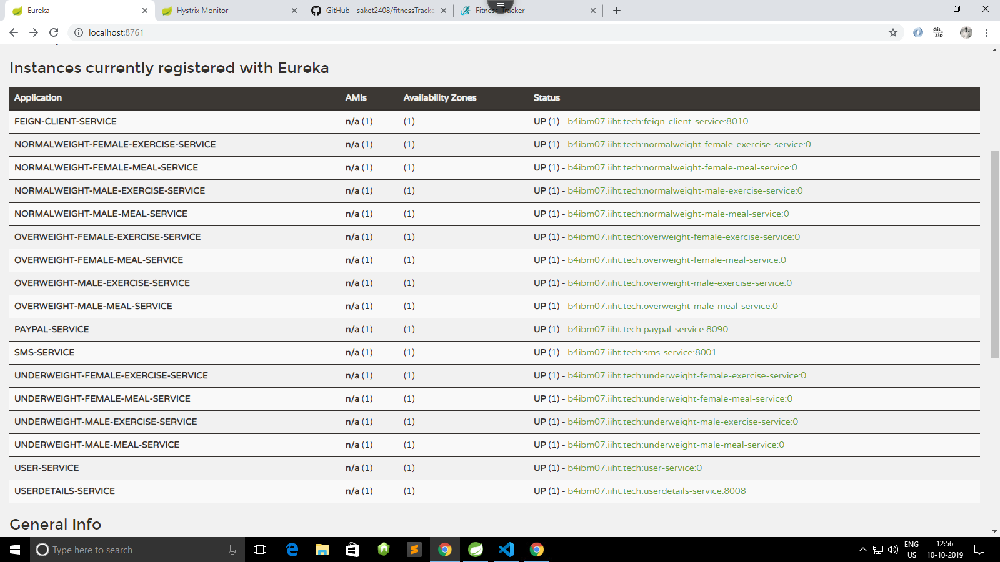 Eureka
Hystrix Monitor
GitHub - saket2408/fitnessTracke
Fitness-Tracker
localhost:8761
Git
Zip
Instances currently registered with Eureka
Application AMIs Availability Zones Status
FEIGN-CLIENT-SERVICE n/a (1) (1) UP (1) - b4ibm07.iiht.tech:feign-client-service:8010
NORMALWEIGHT-FEMALE-EXERCISE-SERVICE n/a (1) (1) UP (1) - b4ibm07.iiht.tech:normalweight-female-exercise-service:0
NORMALWEIGHT-FEMALE-MEAL-SERVICE n/a (1) (1) UP (1) - b4ibm07.iiht.tech:normalweight-female-meal-service:0
NORMALWEIGHT-MALE-EXERCISE-SERVICE n/a (1) (1) UP (1) - b4ibm07.iiht.tech:normalweight-male-exercise-service:0
NORMALWEIGHT-MALE-MEAL-SERVICE n/a (1) (1) UP (1) - b4ibm07.iiht.tech:normalweight-male-meal-service:0
OVERWEIGHT-FEMALE-EXERCISE-SERVICE n/a (1) (1) UP (1) - b4ibm07.iiht.tech:overweight-female-exercise-service:0
OVERWEIGHT-FEMALE-MEAL-SERVICE n/a (1) (1) UP (1) - b4ibm07.iiht.tech:overweight-female-meal-service:0
OVERWEIGHT-MALE-EXERCISE-SERVICE n/a (1) (1) UP (1) - b4ibm07.iiht.tech:overweight-male-exercise-service:0
OVERWEIGHT-MALE-MEAL-SERVICE n/a (1) (1) UP (1) - b4ibm07.iiht.tech:overweight-male-meal-service:0
PAYPAL-SERVICE n/a (1) (1) UP (1) - b4ibm07.iiht.tech:paypal-service:8090
SMS-SERVICE n/a (1) (1) UP (1) - b4ibm07.iiht.tech:sms-service:8001
UNDERWEIGHT-FEMALE-EXERCISE-SERVICE n/a (1) (1) UP (1) - b4ibm07.iiht.tech:underweight-female-exercise-service:0
UNDERWEIGHT-FEMALE-MEAL-SERVICE n/a (1) (1) UP (1) - b4ibm07.iiht.tech:underweight-female-meal-service:0
UNDERWEIGHT-MALE-EXERCISE-SERVICE n/a (1) (1) UP (1) - b4ibm07.iiht.tech:underweight-male-exercise-service:0
UNDERWEIGHT-MALE-MEAL-SERVICE n/a (1) (1) UP (1) - b4ibm07.iiht.tech:underweight-male-meal-service:0
USER-SERVICE n/a (1) (1) UP (1) - b4ibm07.iiht.tech:user-service:0
USERDETAILS-SERVICE n/a (1) (1) UP (1) - b4ibm07.iiht.tech:userdetails-service:8008
General Info
Type here to search
ENG
US
12:56
10-10-2019